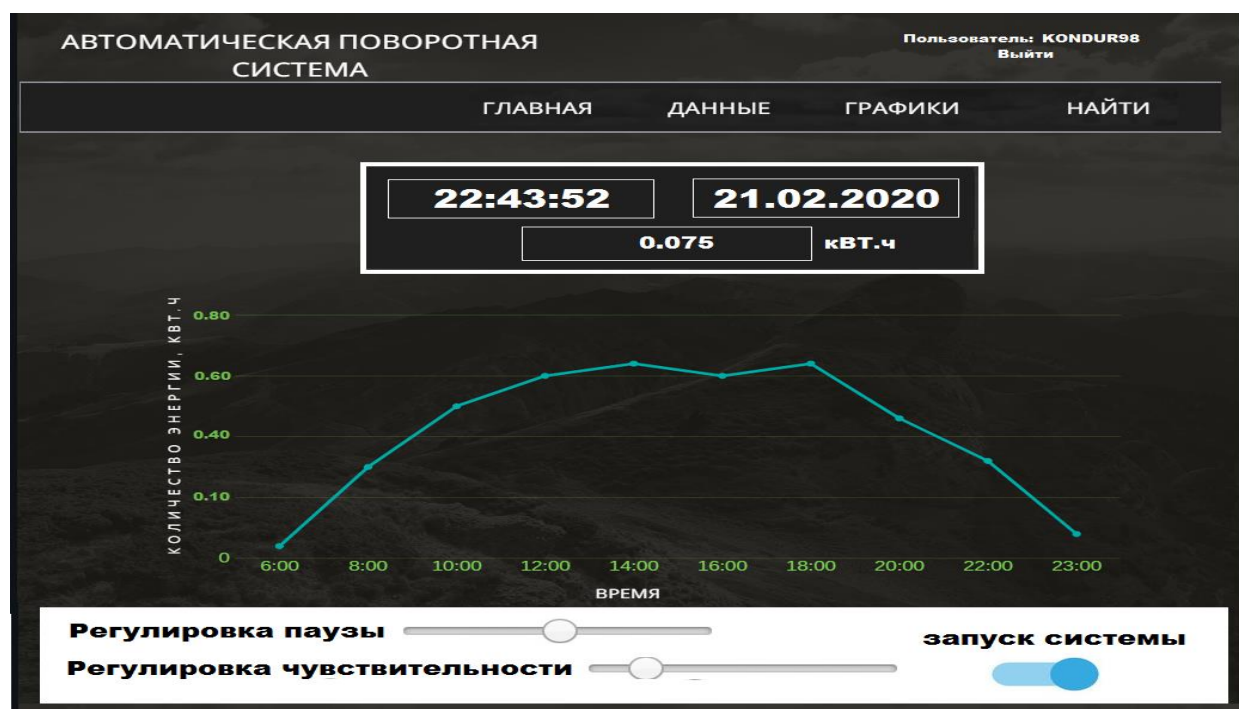 АВТОМАТИЧЕСКАЯ ПОВОРОТНАЯ
СИСТЕМА
Пользователь: KONDUR98
Выйти
ГЛАВНАЯ ДАННЫЕ ГРАФИКИ НАЙТИ
22:43:52 21.02.2020
0.075 кВТ.ч
КОЛИЧЕСТВО ЭНЕРГИИ, КВТ.Ч
0.80
0.60
0.40
0.10
0
6:00 8:00 10:00 12:00 14:00 16:00 18:00 20:00 22:00 23:00
ВРЕМЯ
Регулировка паузы
запуск системы
Регулировка чувствительности